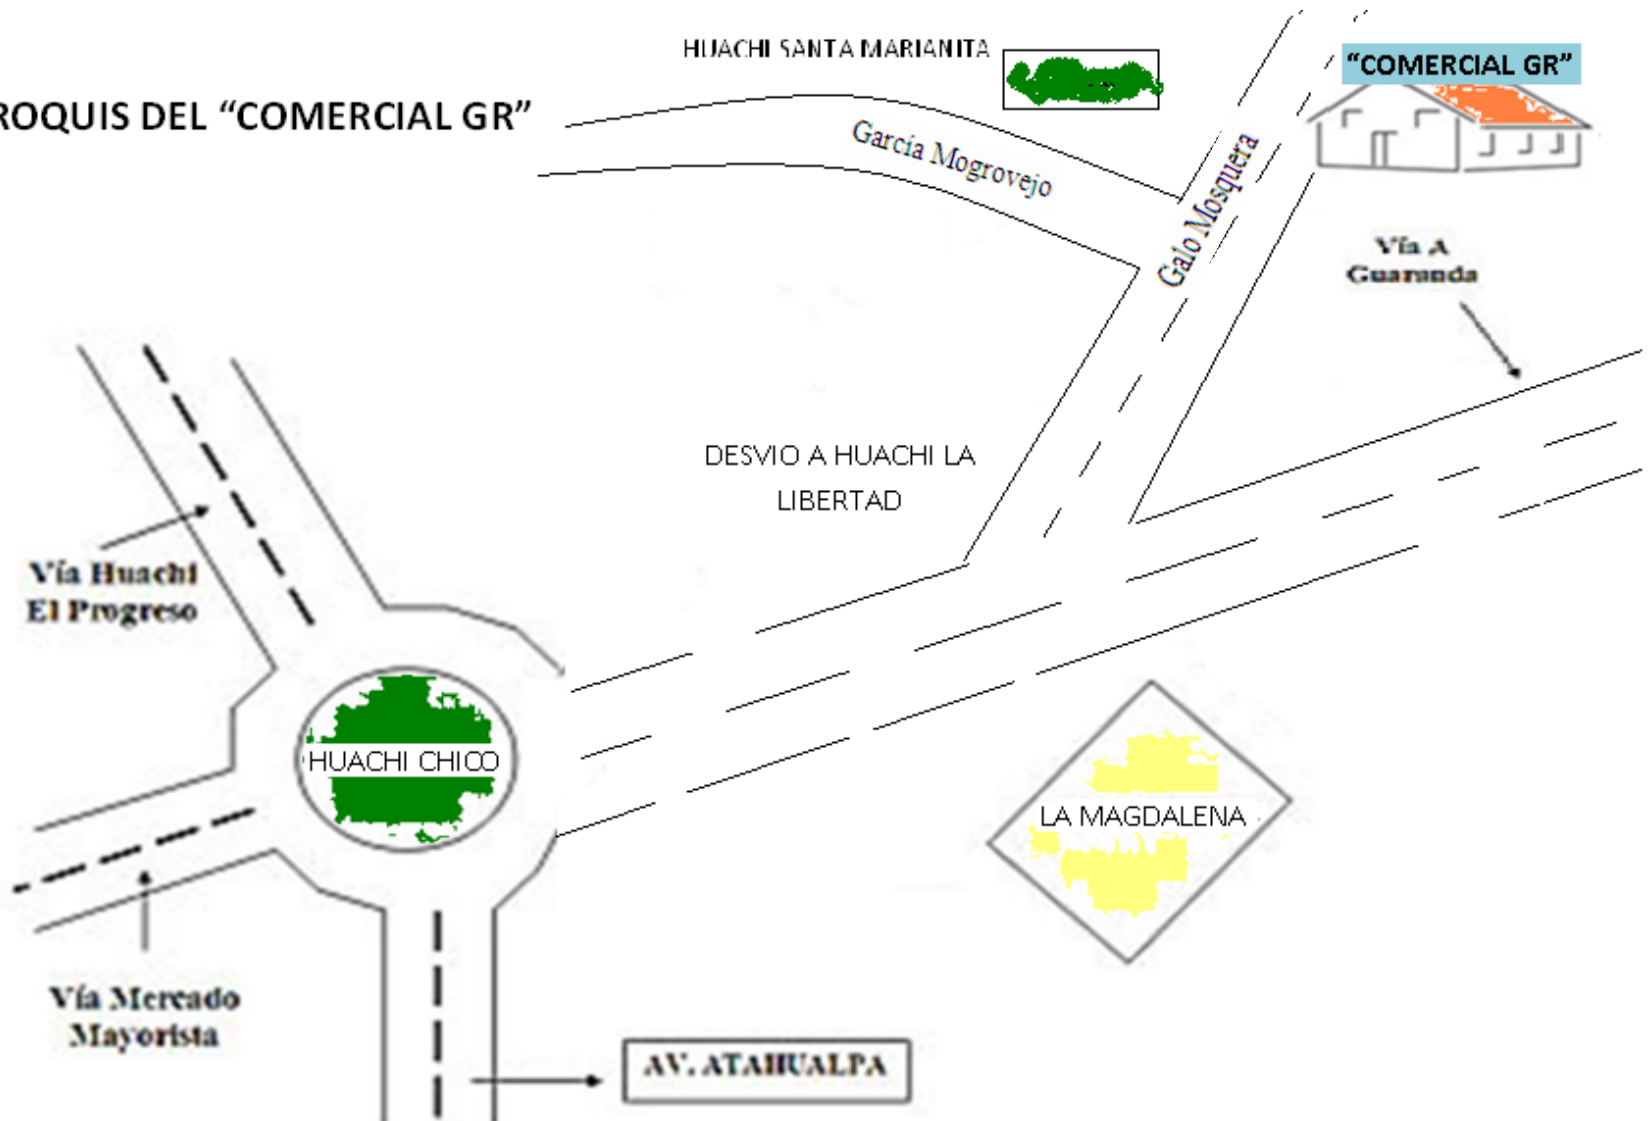 HUACHI SANTA MARIANITA
"COMERCIAL GR"
ROQUIS DEL "COMERCIAL GR"
García Mogrovejo
Galo Mosquera
Vía A
Guaranda
DESVIO A HUACHI LA
LIBERTAD
Vía Huachi
El Progreso
HUACHI CHICO
LA MAGDALENA
Vía Mercado
Mayorista
AV. ATAHUALPA